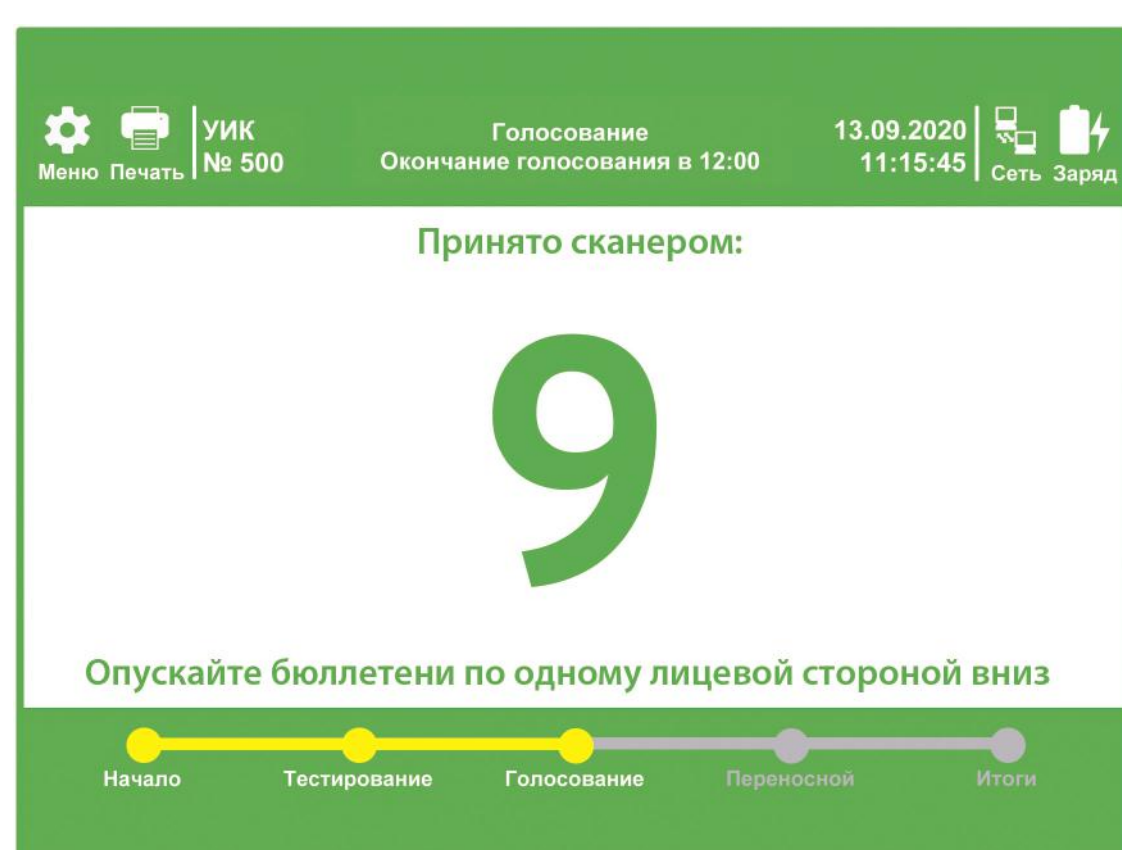 Меню
Печать
УИК
№ 500
Голосование
Окончание голосования в 12:00
13.09.2020
11:15:45
Сеть
Заряд
Принято сканером:
9
Опускайте бюллетени по одному лицевой стороной вниз
Начало
Тестирование
Голосование
Переносной
Итоги